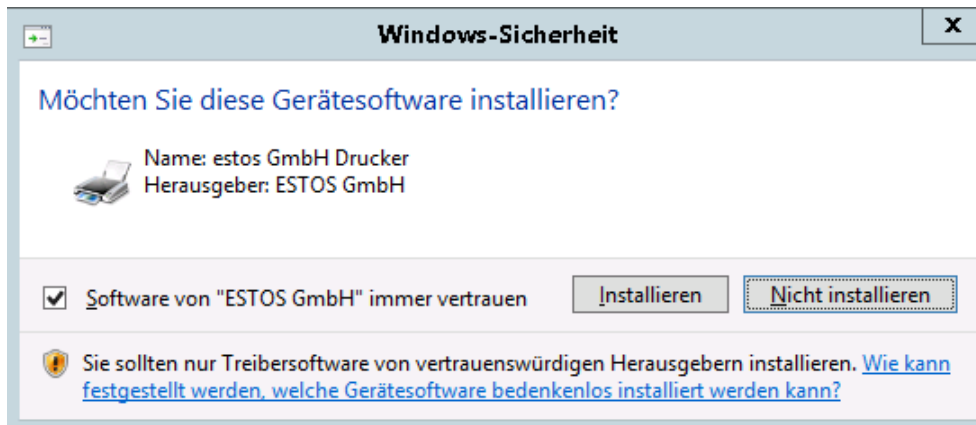 Windows-Sicherheit
x
Möchten Sie diese Gerätesoftware installieren?
Name: estos GmbH Drucker
Herausgeber: ESTOS GmbH
Software von "ESTOS GmbH" immer vertrauen
Installieren
Nicht installieren
Sie sollten nur Treibersoftware von vertrauenswürdigen Herausgebern installieren. Wie kann
festgestellt werden, welche Gerätesoftware bedenkenlos installiert werden kann?